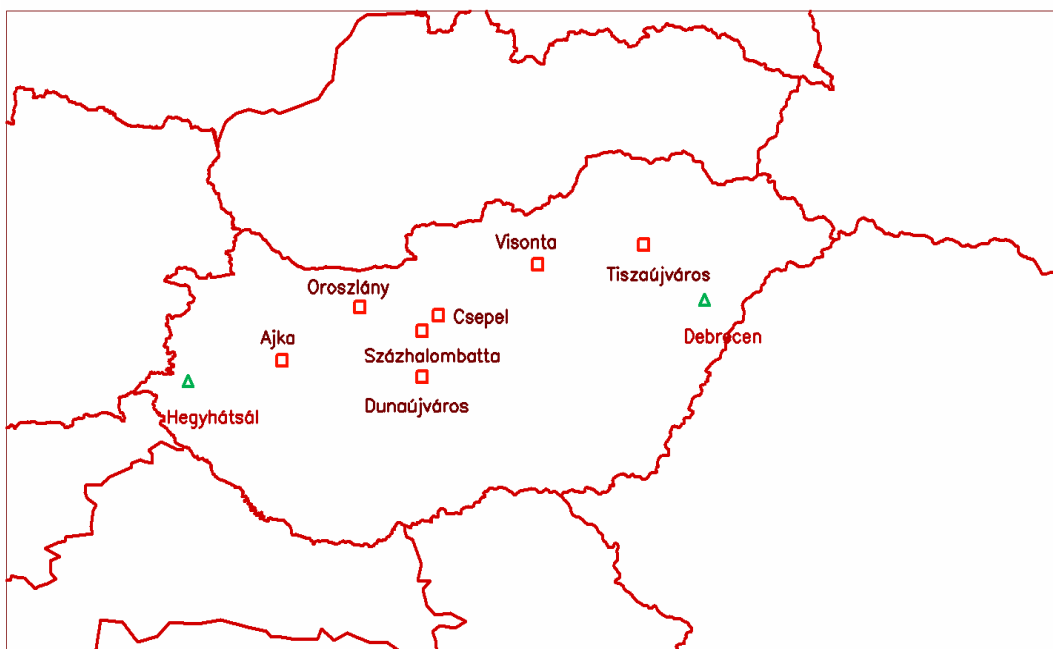 Visonta
Tiszaújváros
Oroszlány
Csepel
Debrecen
Ajka
Százhalombatta
Dunaújváros
Hegyhátsál